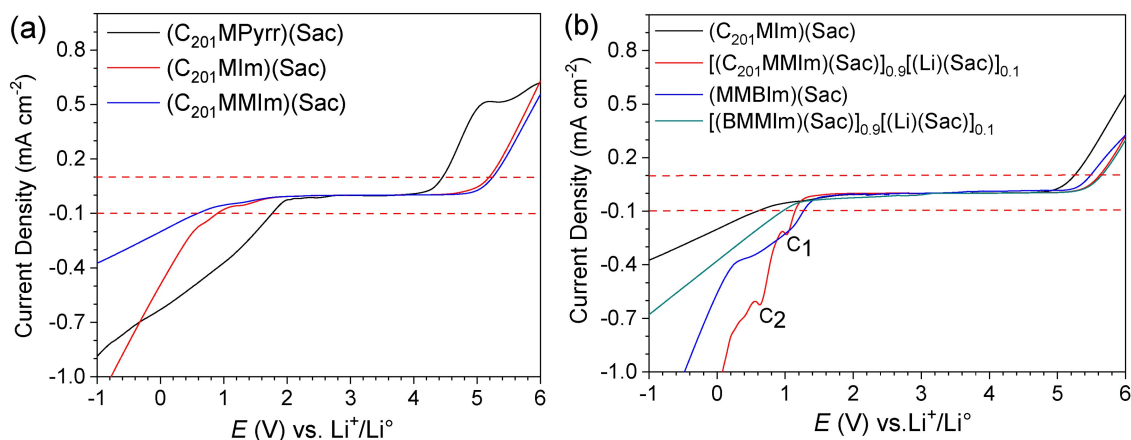 (a)
(C₂₀₁MPyrr)(Sac)
(C₂₀₁MIm)(Sac)
(C₂₀₁MMIm)(Sac)
Current Density (mA cm⁻²)
0.8
0.5
0.2
-0.1
-0.4
-0.7
-1.0
-1 0 1 2 3 4 5 6
E (V) vs. Li⁺/Li°
(b)
(C₂₀₁MIm)(Sac)
[(C₂₀₁MMIm)(Sac)]₀.₉[(Li)(Sac)]₀.₁
(MMBIm)(Sac)
[(BMMIm)(Sac)]₀.₉[(Li)(Sac)]₀.₁
Current Density (mA cm⁻²)
0.8
0.5
0.2
-0.1
-0.4
-0.7
-1.0
C₁
C₂
-1 0 1 2 3 4 5 6
E (V) vs.Li⁺/Li°